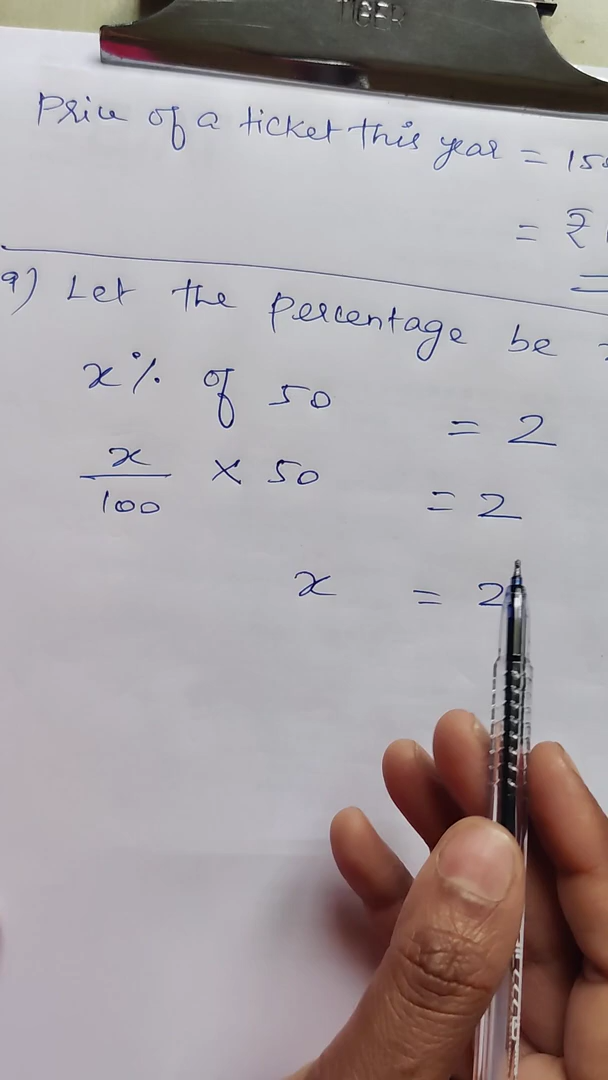 TIGER
Price of a ticket this year = 15
= ₹
9) Let the percentage be
x% of 50 = 2
x/100 × 50 = 2
x = 2